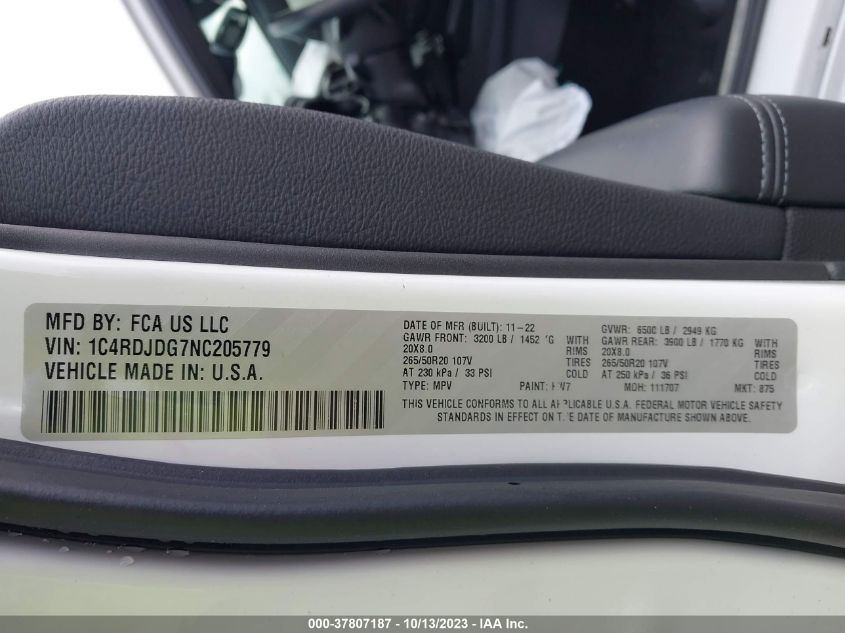 MFD BY: FCA US LLC
VIN: 1C4RDJDG7NC205779
VEHICLE MADE IN: U.S.A.
DATE OF MFR (BUILT): 11-22
GAWR FRONT: 3200 LB / 1452 G WITH
20X8.0 RIMS
265/50R20 107V TIRES
AT 230 kPa / 33 PSI COLD
TYPE: MPV PAINT: W7
GVWR: 6500 LB / 2949 KG
GAWR REAR: 3900 LB / 1770 KG WITH
20X8.0 RIMS
265/50R20 107V TIRES
AT 250 kPa / 36 PSI COLD
MDH: 111707 MKT: 875
THIS VEHICLE CONFORMS TO ALL APPLICABLE U.S.A. FEDERAL MOTOR VEHICLE SAFETY
STANDARDS IN EFFECT ON THE DATE OF MANUFACTURE SHOWN ABOVE.
000-37807187 - 10/13/2023 - IAA Inc.